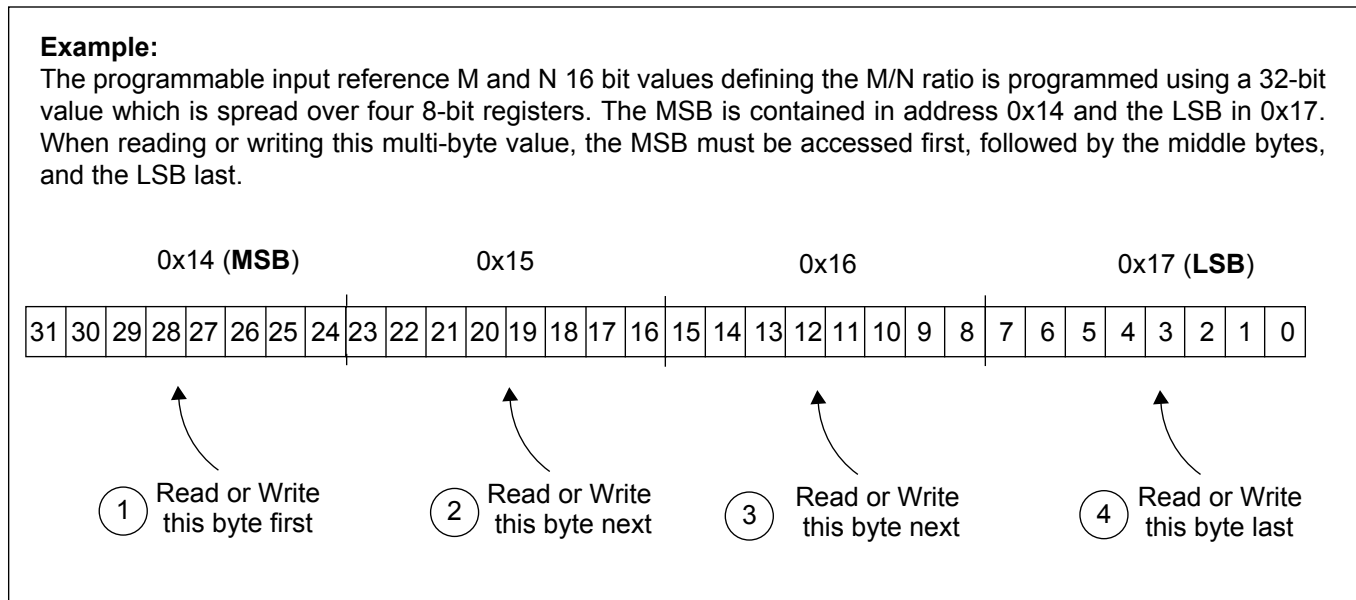 Example:
The programmable input reference M and N 16 bit values defining the M/N ratio is programmed using a 32-bit
value which is spread over four 8-bit registers. The MSB is contained in address 0x14 and the LSB in 0x17.
When reading or writing this multi-byte value, the MSB must be accessed first, followed by the middle bytes,
and the LSB last.
0x14 (MSB) 0x15 0x16 0x17 (LSB)
31 30 29 28 27 26 25 24 23 22 21 20 19 18 17 16 15 14 13 12 11 10 9 8 7 6 5 4 3 2 1 0
1 Read or Write
this byte first
2 Read or Write
this byte next
3 Read or Write
this byte next
4 Read or Write
this byte last